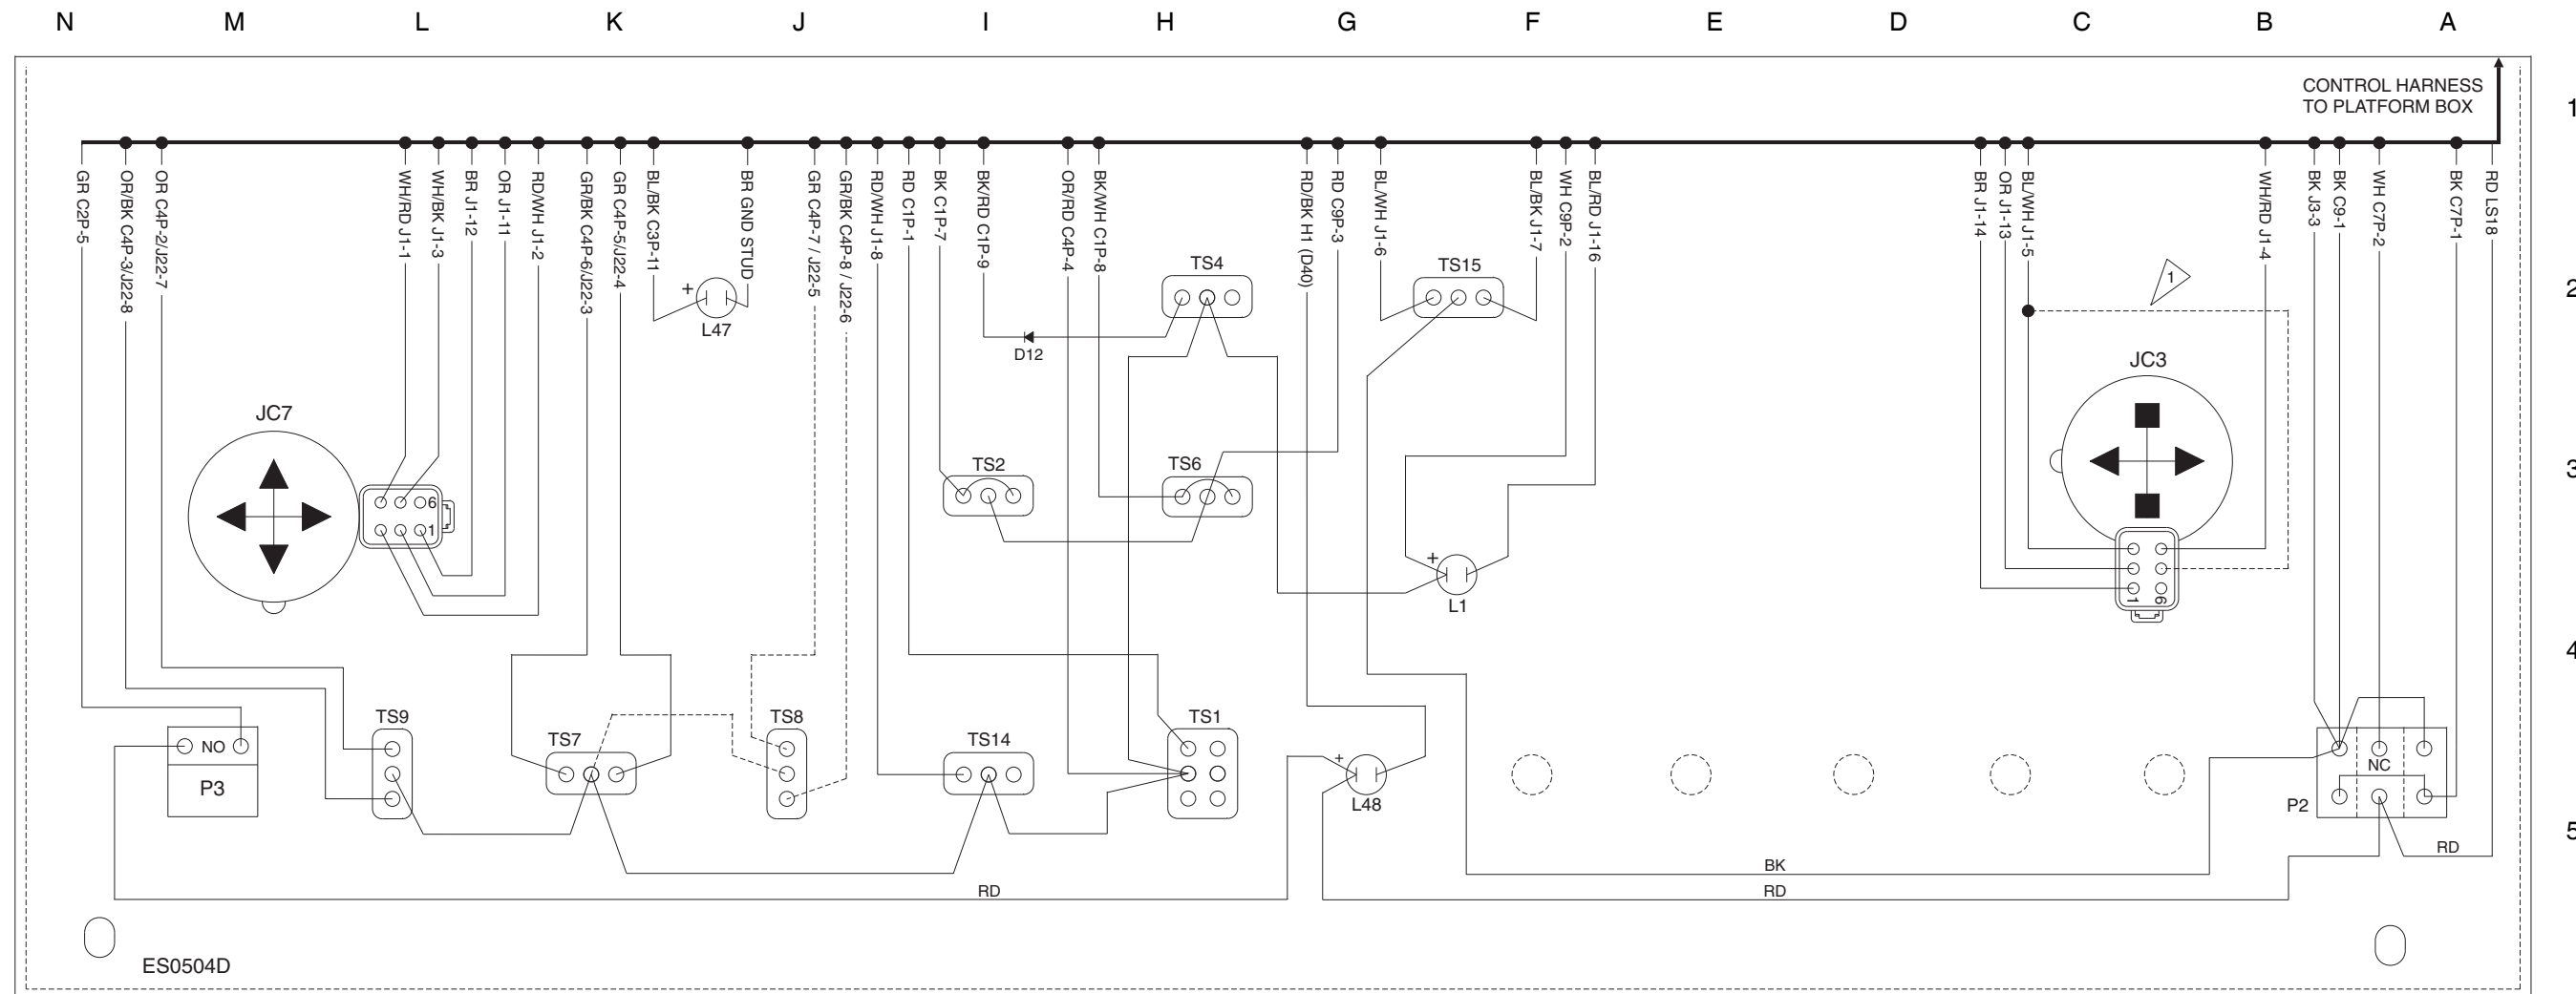 N M L K J I H G F E D C B A
CONTROL HARNESS
TO PLATFORM BOX
1
GR C2P-5
OR/BK C4P-3/J22-8
OR C4P-2/J22-7
WH/RD J1-1
WH/BK J1-3
BR J1-12
OR J1-11
RD/WH J1-2
GR/BK C4P-6/J22-3
GR C4P-5/J22-4
BL/BK C3P-11
BR GND STUD
GR C4P-7 / J22-5
GR/BK C4P-8 / J22-6
RD/WH J1-8
RD C1P-1
BK C1P-7
BK/RD C1P-9
OR/RD C4P-4
BK/WH C1P-8
RD/BK H1 (D40)
RD C9P-3
BL/WH J1-6
BL/BK J1-7
WH C9P-2
BL/RD J1-16
BR J1-14
OR J1-13
BL/WH J1-5
WH/RD J1-4
BK J3-3
BK C9-1
WH C7P-2
BK C7P-1
RD LS18
TS4
TS15
1
2
+
L47
D12
JC3
JC7
TS2
TS6
3
6
1
+
L1
1 6
4
TS9
TS7
TS8
TS14
TS1
NO
P3
+
L48
NC
P2
5
RD
BK
RD
RD
ES0504D